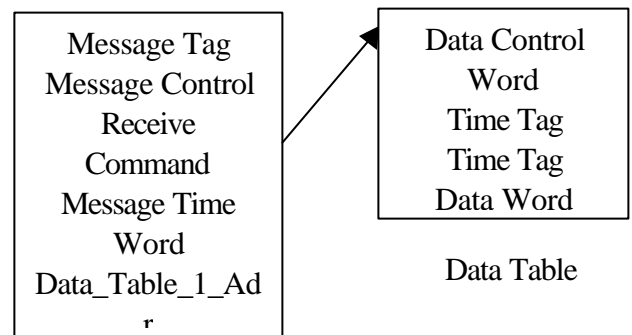 Message Tag
Message Control
Receive
Command
Message Time
Word
Data_Table_1_Ad
r
Data Control
Word
Time Tag
Time Tag
Data Word
Data Table